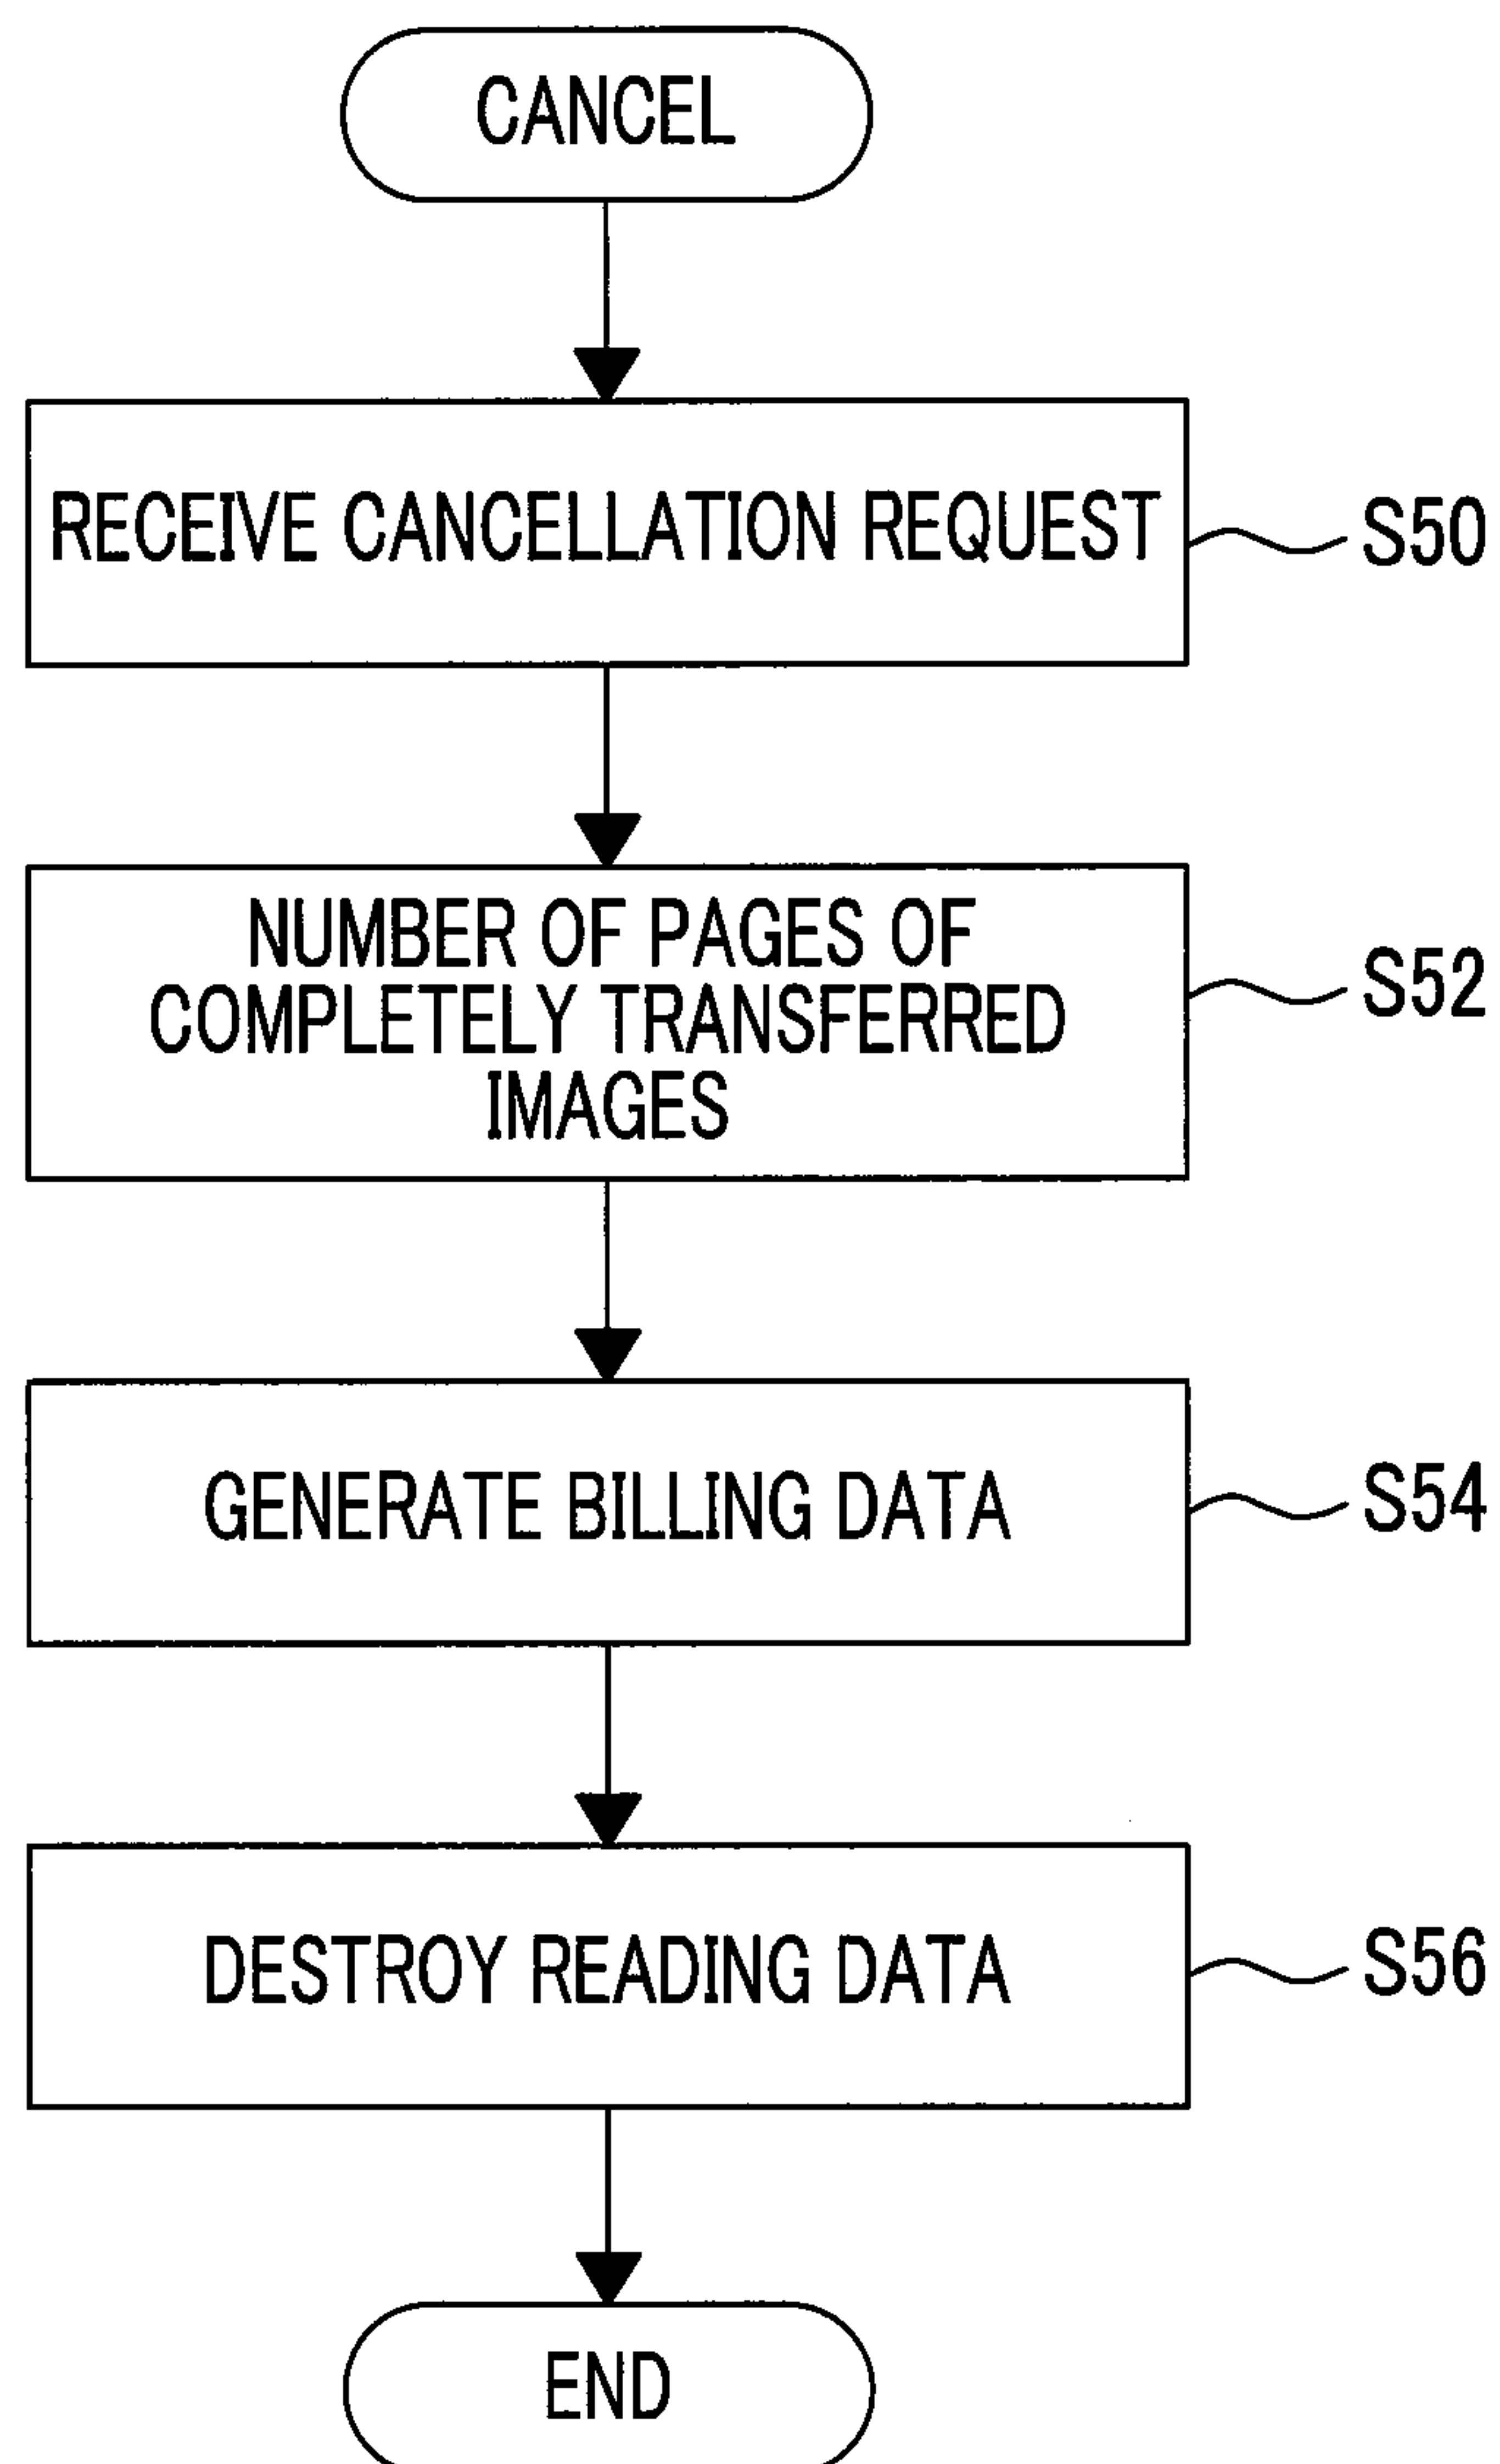 CANCEL
RECEIVE CANCELLATION REQUEST
S50
NUMBER OF PAGES OF
COMPLETELY TRANSFERRED
IMAGES
S52
GENERATE BILLING DATA
S54
DESTROY READING DATA
S56
END